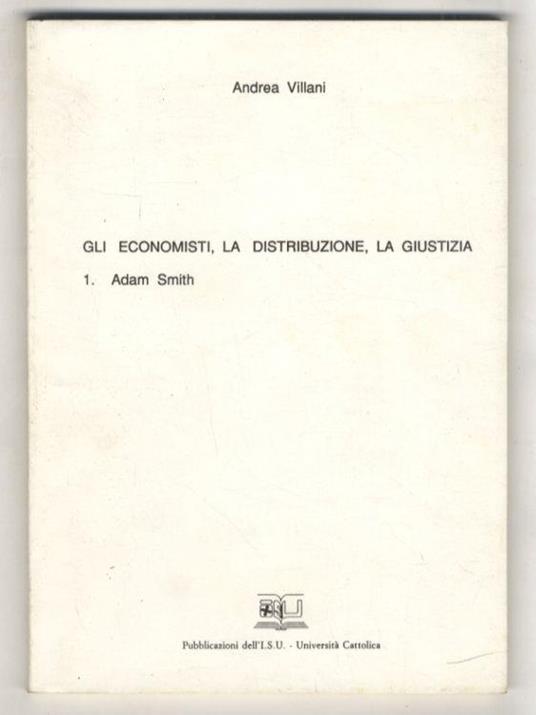 Andrea Villani
GLI ECONOMISTI, LA DISTRIBUZIONE, LA GIUSTIZIA
1. Adam Smith
Pubblicazioni dell'I.S.U. - Università Cattolica